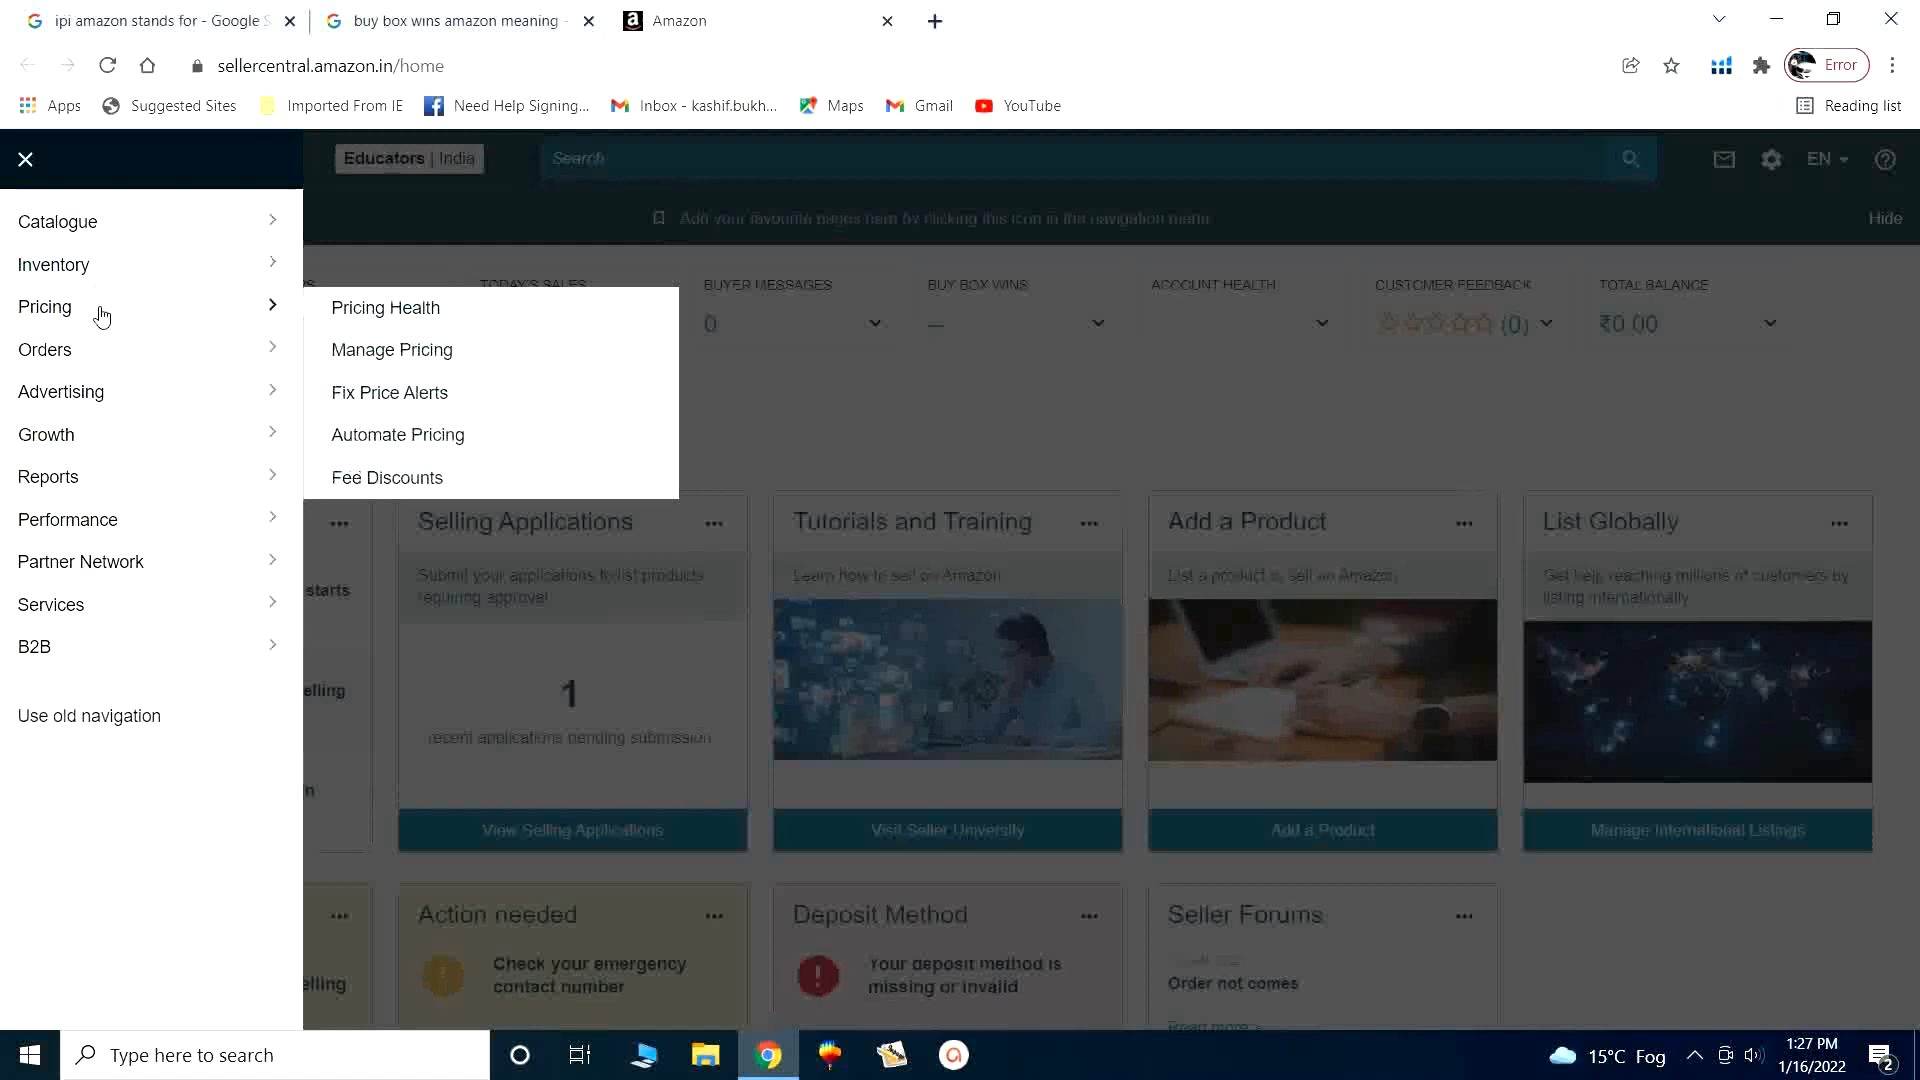 ipi amazon stands for - Google S
buy box wins amazon meaning -
Amazon
sellercentral.amazon.in/home
Error
Apps
Suggested Sites
Imported From IE
Need Help Signing...
Inbox - kashif.bukh...
Maps
Gmail
YouTube
Reading list
Educators | India
Search
EN
Add your favourite pages here by clicking this icon in the navigation menu.
Hide
Catalogue
Inventory
Pricing
Orders
Advertising
Growth
Reports
Performance
Partner Network
Services
B2B
Use old navigation
Pricing Health
Manage Pricing
Fix Price Alerts
Automate Pricing
Fee Discounts
TODAY'S SALES
BUYER MESSAGES
0
BUY BOX WINS
—
ACCOUNT HEALTH
CUSTOMER FEEDBACK
(0)
TOTAL BALANCE
₹0.00
starts
elling
n
Selling Applications
Submit your applications to list products
requiring approval
1
recent applications pending submission
View Selling Applications
Tutorials and Training
Learn how to sell on Amazon
Visit Seller University
Add a Product
List a product to sell on Amazon
Add a Product
List Globally
Get help reaching millions of customers by
listing internationally
Manage International Listings
elling
Action needed
Check your emergency
contact number
Deposit Method
Your deposit method is
missing or invalid
Seller Forums
Order not comes
Read more
Type here to search
15°C Fog
1:27 PM
1/16/2022
2